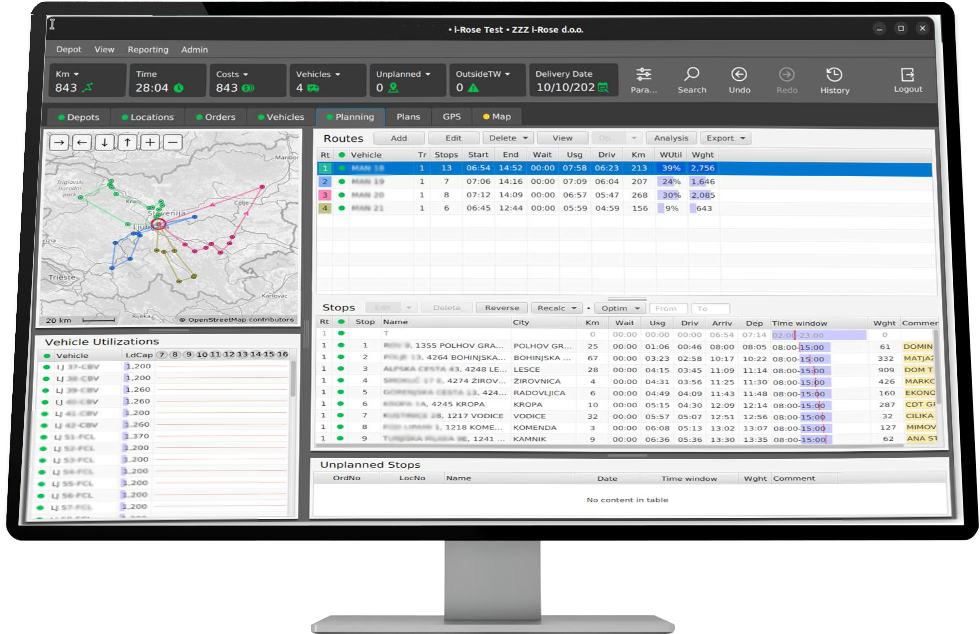 • i-Rose Test • ZZZ i-Rose d.o.o.
Depot View Reporting Admin
Km Time Costs Vehicles Unplanned OutsideTW Delivery Date
843 28:04 843 4 0 0 10/10/202
Para... Search Undo Redo History Logout
Depots Locations Orders Vehicles Planning Plans GPS Map
Routes Add Edit Delete View Op... Analysis Export
Rt Vehicle Tr Stops Start End Wait Usg Driv Km WUtil Wght
1 MAN 18 1 13 06:54 14:52 00:00 07:58 06:23 213 39% 2,756
2 MAN 19 1 7 07:06 14:16 00:00 07:09 06:04 207 24% 1,646
3 MAN 20 1 8 07:12 14:09 00:00 06:57 05:47 268 30% 2,085
4 MAN 21 1 6 06:45 12:44 00:00 05:59 04:59 156 9% 643
Maribor
Triglavski narodni park
Kra
Celje
Slovenija
Ljub
Trieste
Karlovac
Rijeka
20 km © OpenStreetMap contributors
Stops Edit Delete Reverse Recalc • Optim From To
Rt Stop Name City Km Wait Usg Driv Arriv Dep Time window Wght Commer
1 T 0 00:00 00:00 00:00 06:54 07:14 02:00-23:00 0
1 1 1355 POLHOV GRA... POLHOV GR... 25 00:00 01:06 00:46 08:00 08:05 08:00-15:00 61 DOMIN
1 2 4264 BOHINJSKA... BOHINJSKA ... 67 00:00 03:23 02:58 10:17 10:22 08:00-15:00 332 MATJAZ
1 3 4248 LE... LESCE 28 00:00 04:15 03:45 11:09 11:14 08:00-15:00 909 DOM T
1 4 4274 ŽIROV... ŽIROVNICA 4 00:00 04:31 03:56 11:25 11:30 08:00-15:00 426 MARKO
1 5 424... RADOVLJICA 6 00:00 04:49 04:09 11:43 11:48 08:00-15:00 160 EKONO
1 6 4245 KROPA KROPA 10 00:00 05:15 04:30 12:09 12:14 08:00-15:00 287 CDT GI
1 7 1217 VODICE VODICE 32 00:00 05:57 05:07 12:51 12:56 08:00-15:00 32 CILIKA
1 8 1218 KOME... KOMENDA 3 00:00 06:08 05:13 13:02 13:07 08:00-15:00 127 MIMOV
1 9 1241 ... KAMNIK 9 00:00 06:36 05:36 13:30 13:35 08:00-15:00 62 ANA ST
Vehicle Utilizations
Vehicle LdCap 7 8 9 10 11 12 13 14 15 16
LJ 37-CBV 1,200
LJ 38-CBV 1,200
LJ 39-CBV 1,260
LJ 40-CBV 1,260
LJ 41-CBV 1,200
LJ 42-CBV 1,260
LJ 51-FCL 1,370
LJ 52-FCL 1,200
LJ 53-FCL 1,200
LJ 54-FCL 1,200
LJ 55-FCL 1,200
LJ 56-FCL 1,200
LJ 57-FCL 1,200
Unplanned Stops
OrdNo LocNo Name Date Time window Wght Comment
No content in table